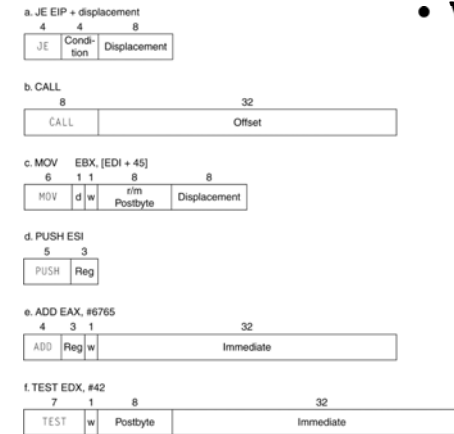 a. JE EIP + displacement
4 4 8
JE Condi-tion Displacement
b. CALL
8 32
CALL Offset
c. MOV EBX, [EDI + 45]
6 1 1 8 8
MOV d w r/m Postbyte Displacement
d. PUSH ESI
5 3
PUSH Reg
e. ADD EAX, #6765
4 3 1 32
ADD Reg w Immediate
f. TEST EDX, #42
7 1 8 32
TEST w Postbyte Immediate